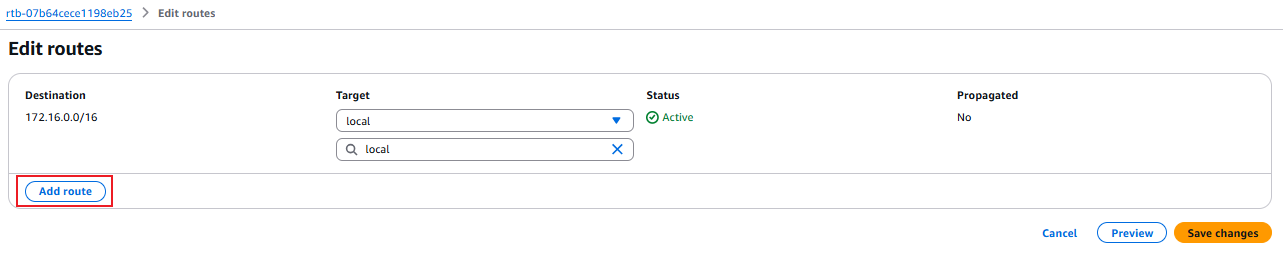 rtb-07b64cece1198eb25 > Edit routes
Edit routes
Destination Target Status Propagated
172.16.0.0/16 local Active No
local
Add route
Cancel Preview Save changes